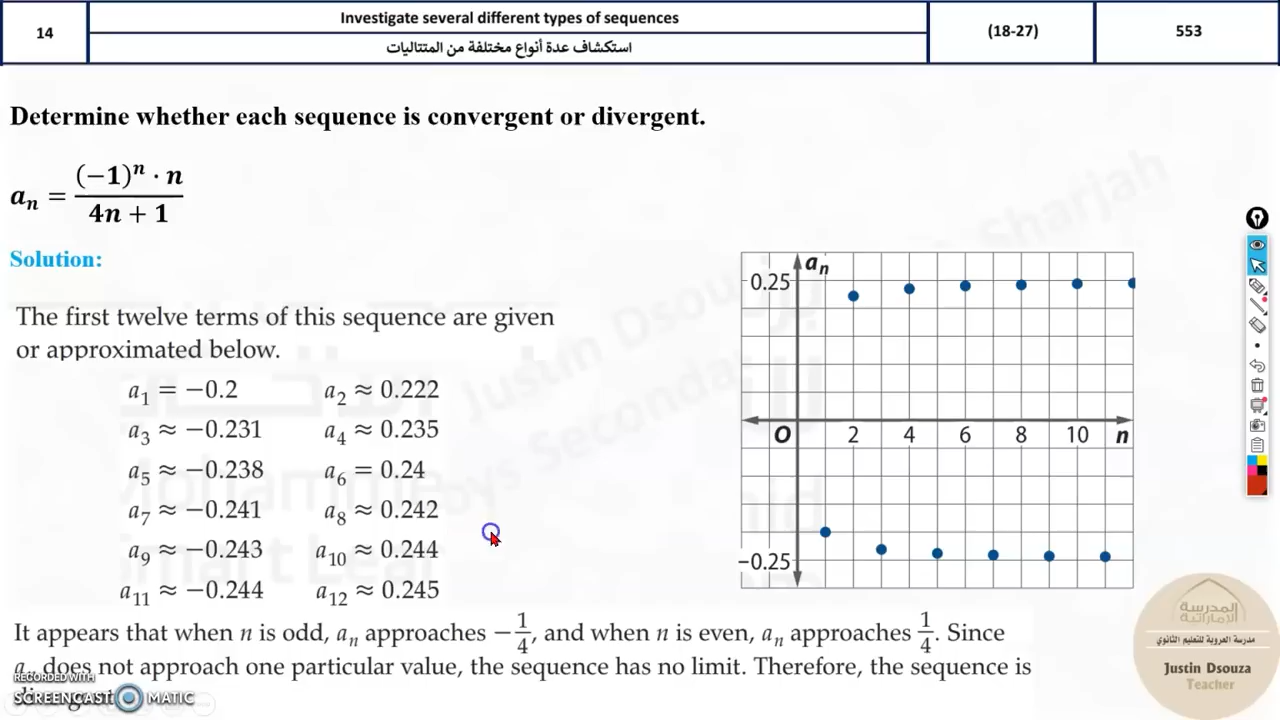 14
Investigate several different types of sequences
استكشاف عدة أنواع مختلفة من المتتاليات
(18-27)
553
Determine whether each sequence is convergent or divergent.
aₙ = ((−1)ⁿ · n) / (4n + 1)
Solution:
The first twelve terms of this sequence are given
or approximated below.
a₁ = −0.2 a₂ ≈ 0.222
a₃ ≈ −0.231 a₄ ≈ 0.235
a₅ ≈ −0.238 a₆ = 0.24
a₇ ≈ −0.241 a₈ ≈ 0.242
a₉ ≈ −0.243 a₁₀ ≈ 0.244
a₁₁ ≈ −0.244 a₁₂ ≈ 0.245
aₙ
0.25
O 2 4 6 8 10 n
−0.25
It appears that when n is odd, aₙ approaches −1/4, and when n is even, aₙ approaches 1/4. Since
aₙ does not approach one particular value, the sequence has no limit. Therefore, the sequence is
RECORDED WITH
SCREENCAST MATIC
المدرسة
الإماراتية
مدرسة العروبة للتعليم الثانوي
Justin Dsouza
Teacher